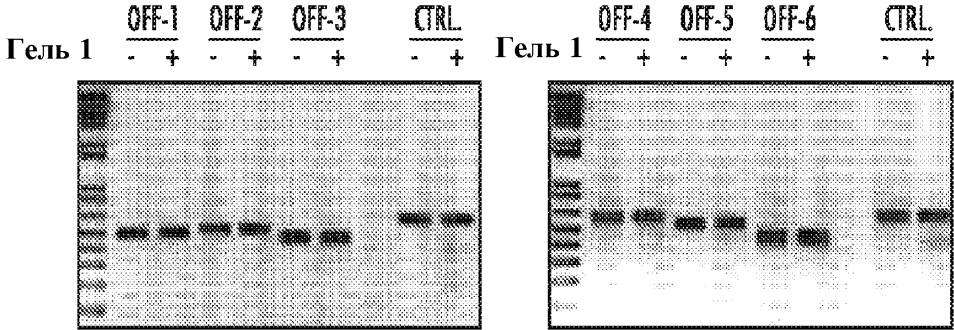 OFF-1 OFF-2 OFF-3 CTRL.
Гель 1 - + - + - + - +
OFF-4 OFF-5 OFF-6 CTRL.
Гель 1 - + - + - + - +